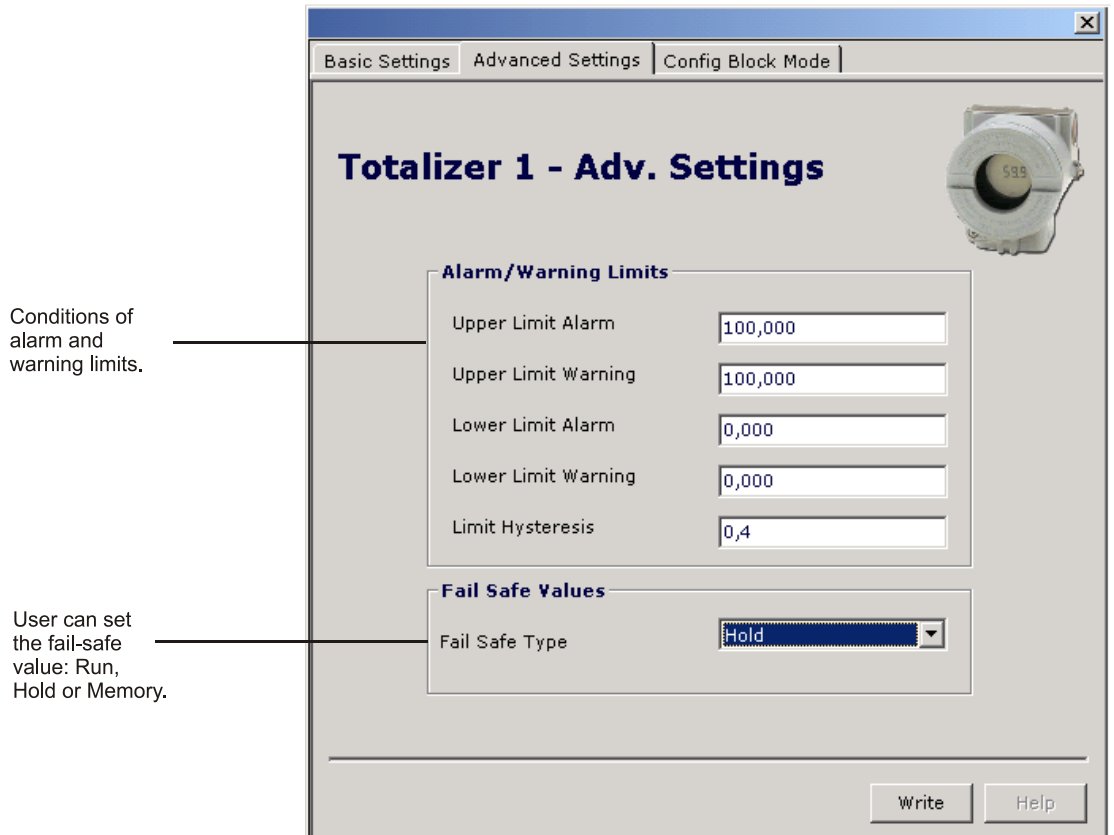 Basic Settings
Advanced Settings
Config Block Mode
Totalizer 1 - Adv. Settings
59.9
Alarm/Warning Limits
Conditions of
alarm and
warning limits.
Upper Limit Alarm
100,000
Upper Limit Warning
100,000
Lower Limit Alarm
0,000
Lower Limit Warning
0,000
Limit Hysteresis
0,4
Fail Safe Values
User can set
the fail-safe
value: Run,
Hold or Memory.
Fail Safe Type
Hold
Write
Help